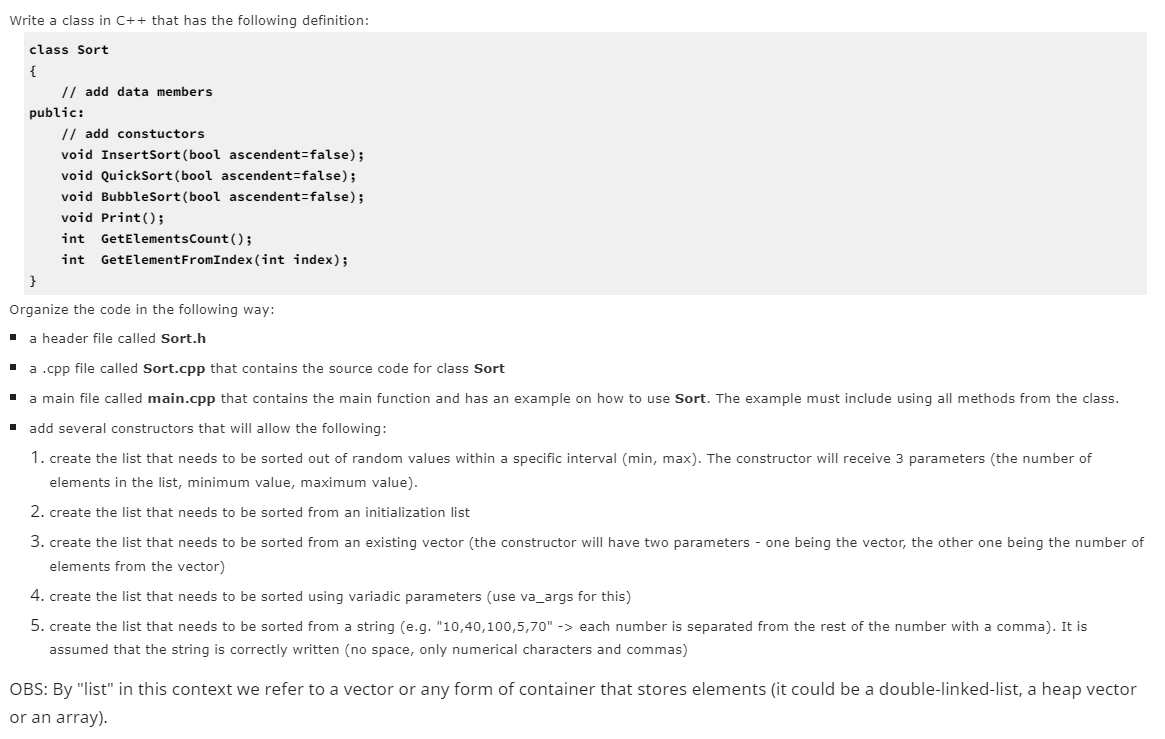 Write a class in C++ that has the following definition:
class Sort
{
// add data members
public:
// add constuctors
void InsertSort(bool ascendent=false);
void QuickSort(bool ascendent=false);
void BubbleSort(bool ascendent=false);
void Print();
int  GetElementsCount();
int  GetElementFromIndex(int index);
}
Organize the code in the following way:
▪ a header file called Sort.h
▪ a .cpp file called Sort.cpp that contains the source code for class Sort
▪ a main file called main.cpp that contains the main function and has an example on how to use Sort. The example must include using all methods from the class.
▪ add several constructors that will allow the following:
1. create the list that needs to be sorted out of random values within a specific interval (min, max). The constructor will receive 3 parameters (the number of
elements in the list, minimum value, maximum value).
2. create the list that needs to be sorted from an initialization list
3. create the list that needs to be sorted from an existing vector (the constructor will have two parameters - one being the vector, the other one being the number of
elements from the vector)
4. create the list that needs to be sorted using variadic parameters (use va_args for this)
5. create the list that needs to be sorted from a string (e.g. "10,40,100,5,70" -> each number is separated from the rest of the number with a comma). It is
assumed that the string is correctly written (no space, only numerical characters and commas)
OBS: By "list" in this context we refer to a vector or any form of container that stores elements (it could be a double-linked-list, a heap vector
or an array).